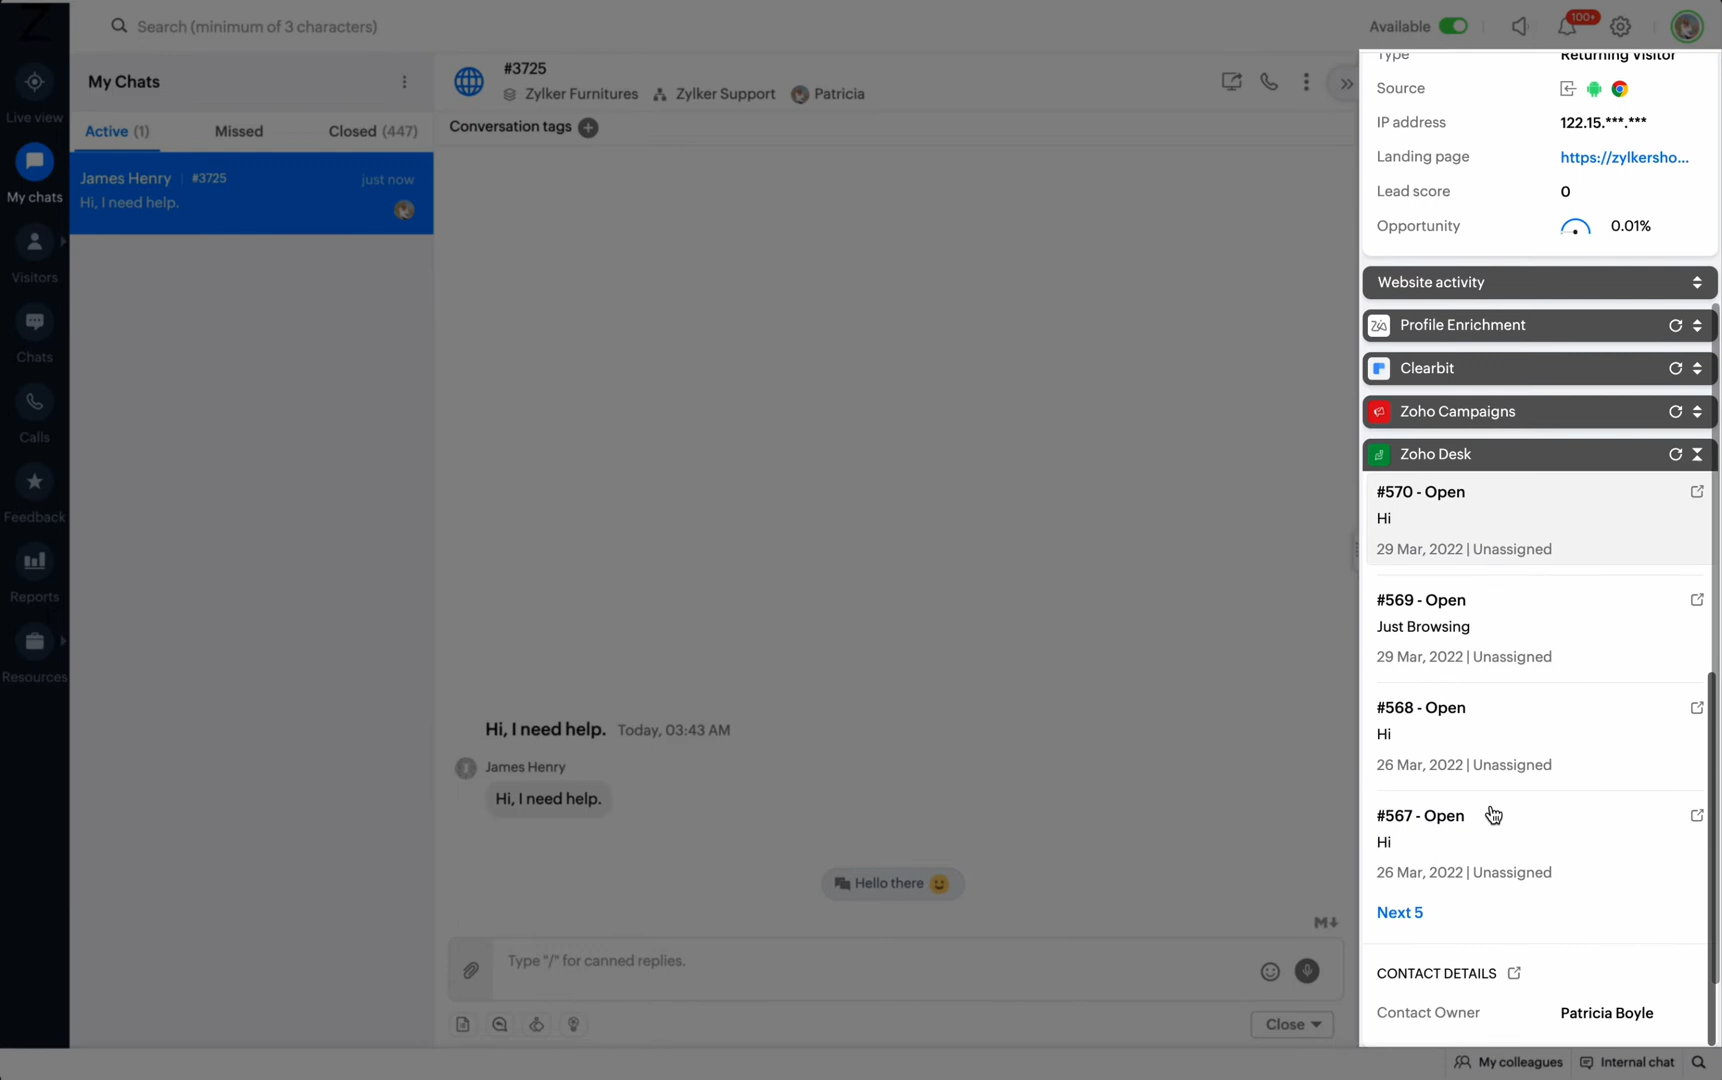 Search (minimum of 3 characters)
Available
100+
Live view
My chats
Visitors
Chats
Calls
Feedback
Reports
Resources
My Chats
Active (1)
Missed
Closed (447)
James Henry
#3725
just now
Hi, I need help.
#3725
Zylker Furnitures
Zylker Support
Patricia
Conversation tags
Hi, I need help. Today, 03:43 AM
James Henry
Hi, I need help.
Hello there
Type "/" for canned replies.
Close
Type Returning Visitor
Source
IP address 122.15.***.***
Landing page https://zylkersho...
Lead score 0
Opportunity 0.01%
Website activity
Profile Enrichment
Clearbit
Zoho Campaigns
Zoho Desk
#570 - Open
Hi
29 Mar, 2022 | Unassigned
#569 - Open
Just Browsing
29 Mar, 2022 | Unassigned
#568 - Open
Hi
26 Mar, 2022 | Unassigned
#567 - Open
Hi
26 Mar, 2022 | Unassigned
Next 5
CONTACT DETAILS
Contact Owner Patricia Boyle
My colleagues
Internal chat